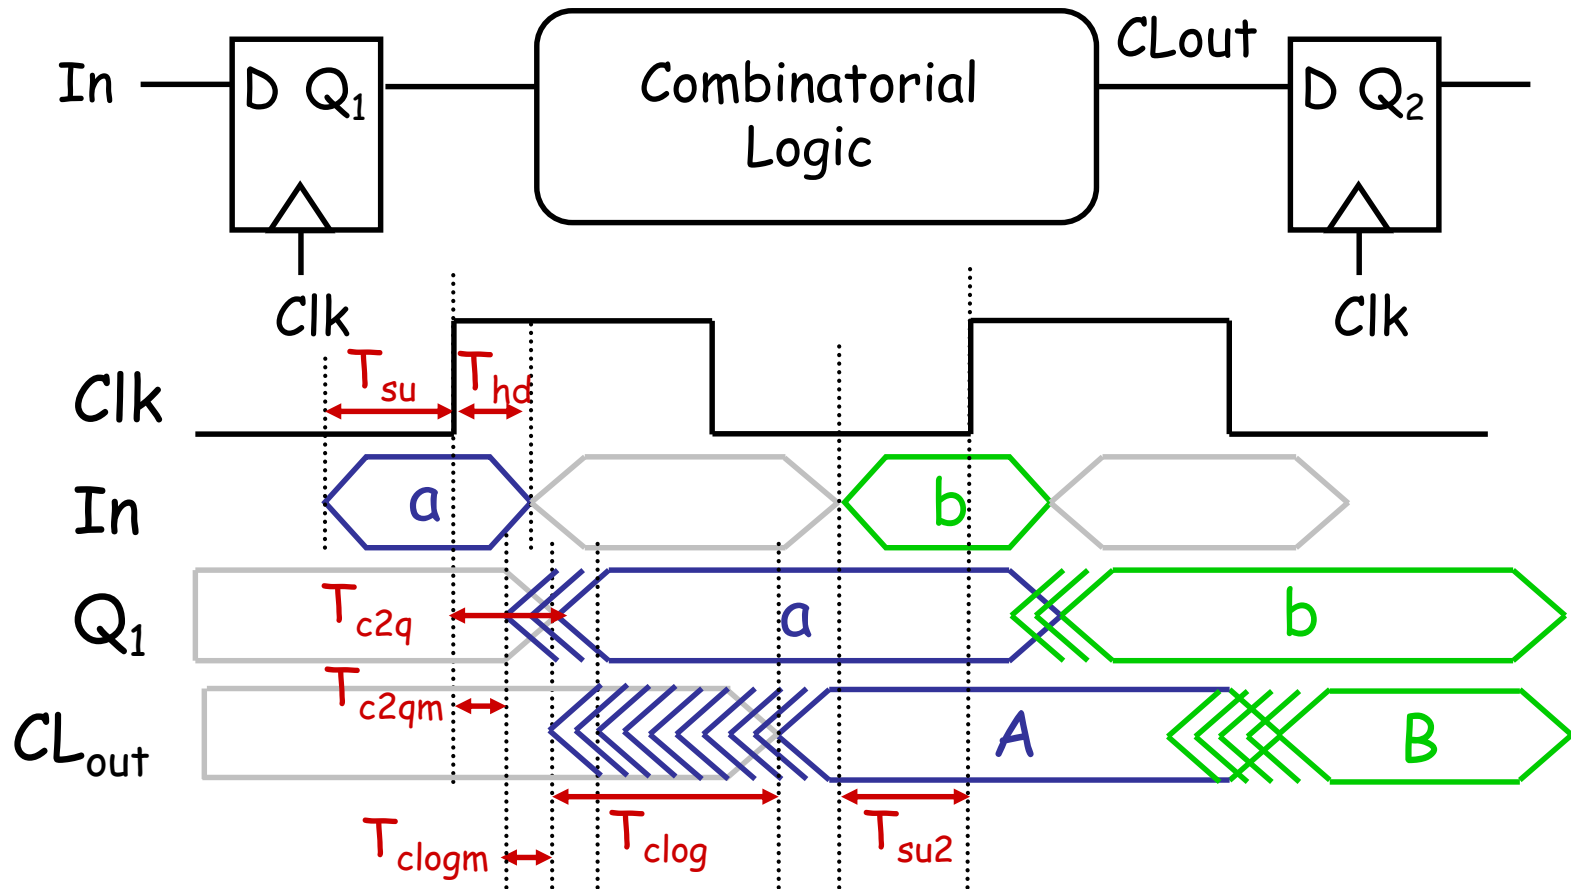 In
D Q1
Combinatorial
Logic
CLout
D Q2
Clk
Clk
Clk
Tsu
Thd
In
a
b
Q1
Tc2q
a
b
Tc2qm
CLout
A
B
Tclogm
Tclog
Tsu2